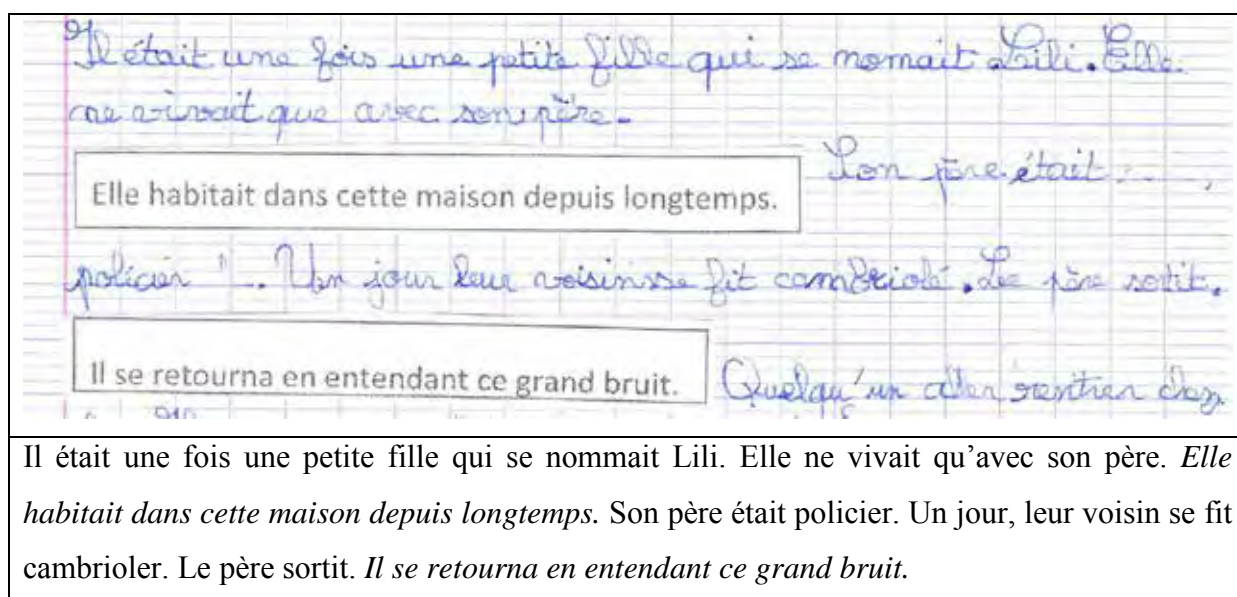 Il était une fois une petite fille qui se nomait Lili. Elle
ne vivait que avec son père.
Elle habitait dans cette maison depuis longtemps.
Son père était
policier. Un jour leur voisinsse fit cambriolé. Le père sortit.
Il se retourna en entendant ce grand bruit.
Quelqu'un aller rentrer chez
Il était une fois une petite fille qui se nommait Lili. Elle ne vivait qu'avec son père. Elle
habitait dans cette maison depuis longtemps. Son père était policier. Un jour, leur voisin se fit
cambrioler. Le père sortit. Il se retourna en entendant ce grand bruit.